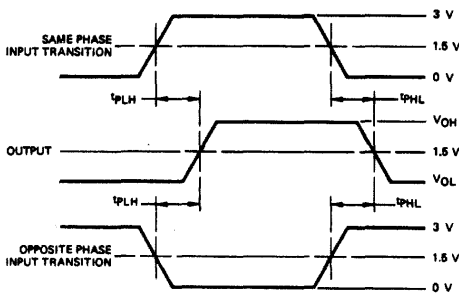 3 V
SAME PHASE
INPUT TRANSITION
1.5 V
0 V
tPLH
tPHL
VOH
OUTPUT
1.5 V
VOL
tPLH
tPHL
3 V
OPPOSITE PHASE
INPUT TRANSITION
1.5 V
0 V